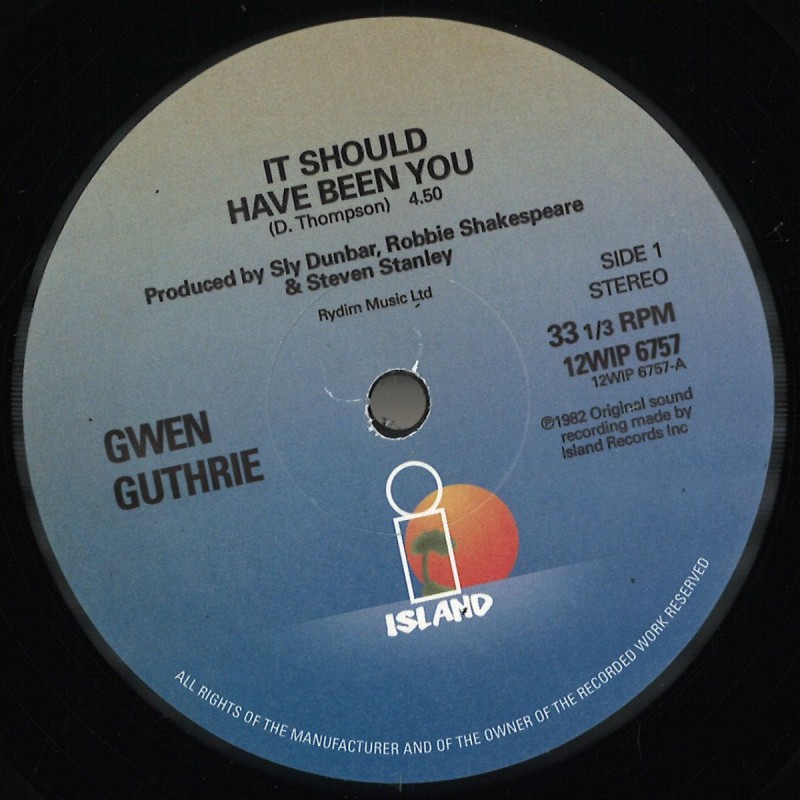 IT SHOULD
HAVE BEEN YOU
(D. Thompson) 4.50
Produced by Sly Dunbar, Robbie Shakespeare
& Steven Stanley
Rydim Music Ltd
SIDE 1
STEREO
33 1/3 RPM
12WIP 6757
12WIP 6757-A
℗1982 Original sound
recording made by
Island Records Inc
GWEN
GUTHRIE
ISLAND
ALL RIGHTS OF THE MANUFACTURER AND OF THE OWNER OF THE RECORDED WORK RESERVED